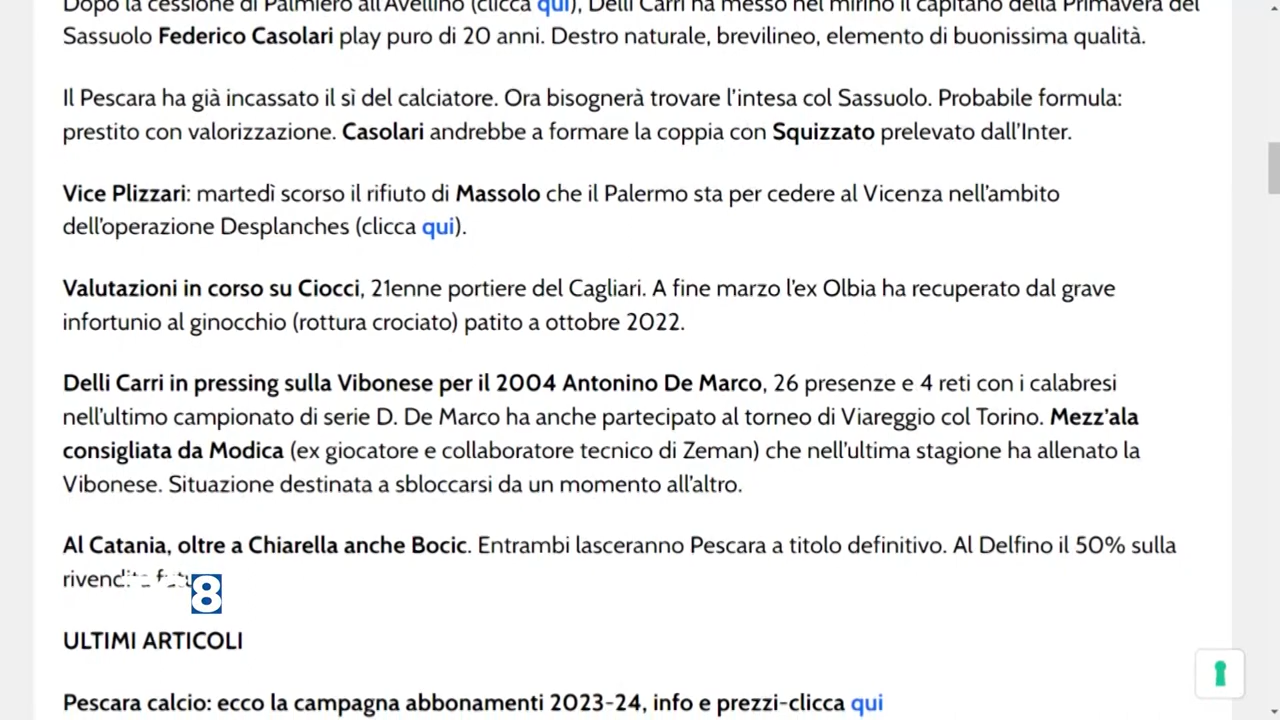 Dopo la cessione di Palmiero all'Avellino (clicca qui), Delli Carri ha messo nel mirino il capitano della Primavera del
Sassuolo Federico Casolari play puro di 20 anni. Destro naturale, brevilineo, elemento di buonissima qualità.
Il Pescara ha già incassato il sì del calciatore. Ora bisognerà trovare l'intesa col Sassuolo. Probabile formula:
prestito con valorizzazione. Casolari andrebbe a formare la coppia con Squizzato prelevato dall'Inter.
Vice Plizzari: martedì scorso il rifiuto di Massolo che il Palermo sta per cedere al Vicenza nell'ambito
dell'operazione Desplanches (clicca qui).
Valutazioni in corso su Ciocci, 21enne portiere del Cagliari. A fine marzo l'ex Olbia ha recuperato dal grave
infortunio al ginocchio (rottura crociato) patito a ottobre 2022.
Delli Carri in pressing sulla Vibonese per il 2004 Antonino De Marco, 26 presenze e 4 reti con i calabresi
nell'ultimo campionato di serie D. De Marco ha anche partecipato al torneo di Viareggio col Torino. Mezz'ala
consigliata da Modica (ex giocatore e collaboratore tecnico di Zeman) che nell'ultima stagione ha allenato la
Vibonese. Situazione destinata a sbloccarsi da un momento all'altro.
Al Catania, oltre a Chiarella anche Bocic. Entrambi lasceranno Pescara a titolo definitivo. Al Delfino il 50% sulla
8
ULTIMI ARTICOLI
Pescara calcio: ecco la campagna abbonamenti 2023-24, info e prezzi-clicca qui